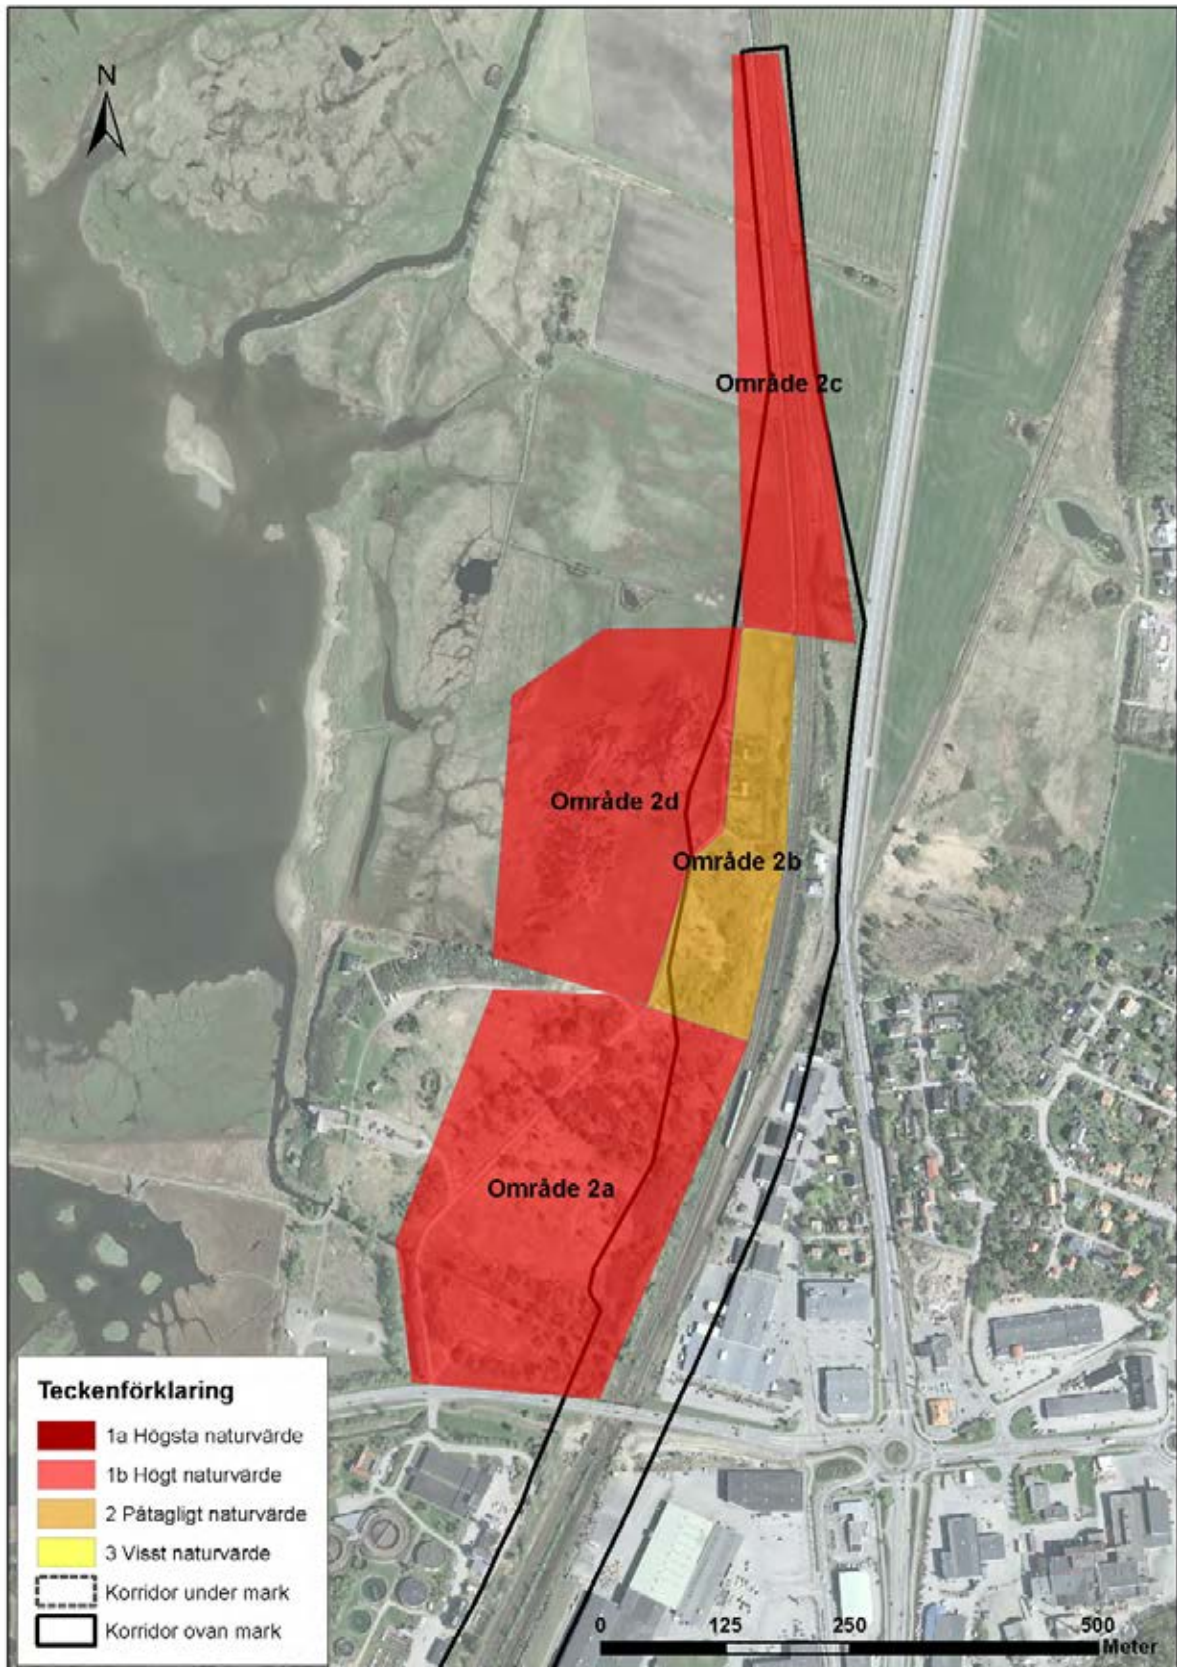 N
Område 2c
Område 2d
Område 2b
Område 2a
Teckenförklaring
1a Högsta naturvärde
1b Högt naturvärde
2 Påtagligt naturvärde
3 Visst naturvärde
Korridor under mark
Korridor ovan mark
0 125 250 500
Meter